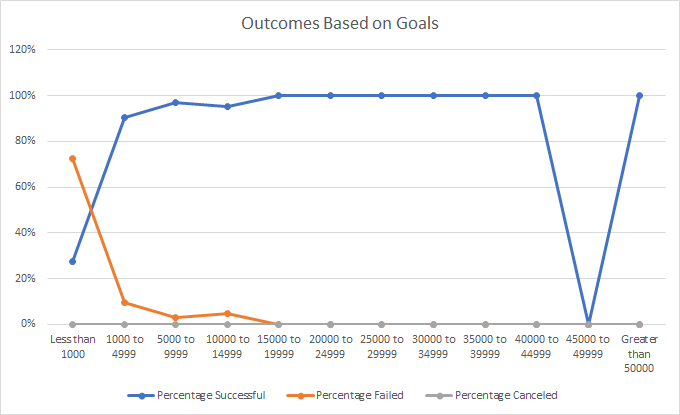 Outcomes Based on Goals
120%
100%
80%
60%
40%
20%
0%
Less than 1000 to 5000 to 10000 to 15000 to 20000 to 25000 to 30000 to 35000 to 40000 to 45000 to Greater
1000 4999 9999 14999 19999 24999 29999 34999 39999 44999 49999 than
50000
Percentage Successful Percentage Failed Percentage Canceled